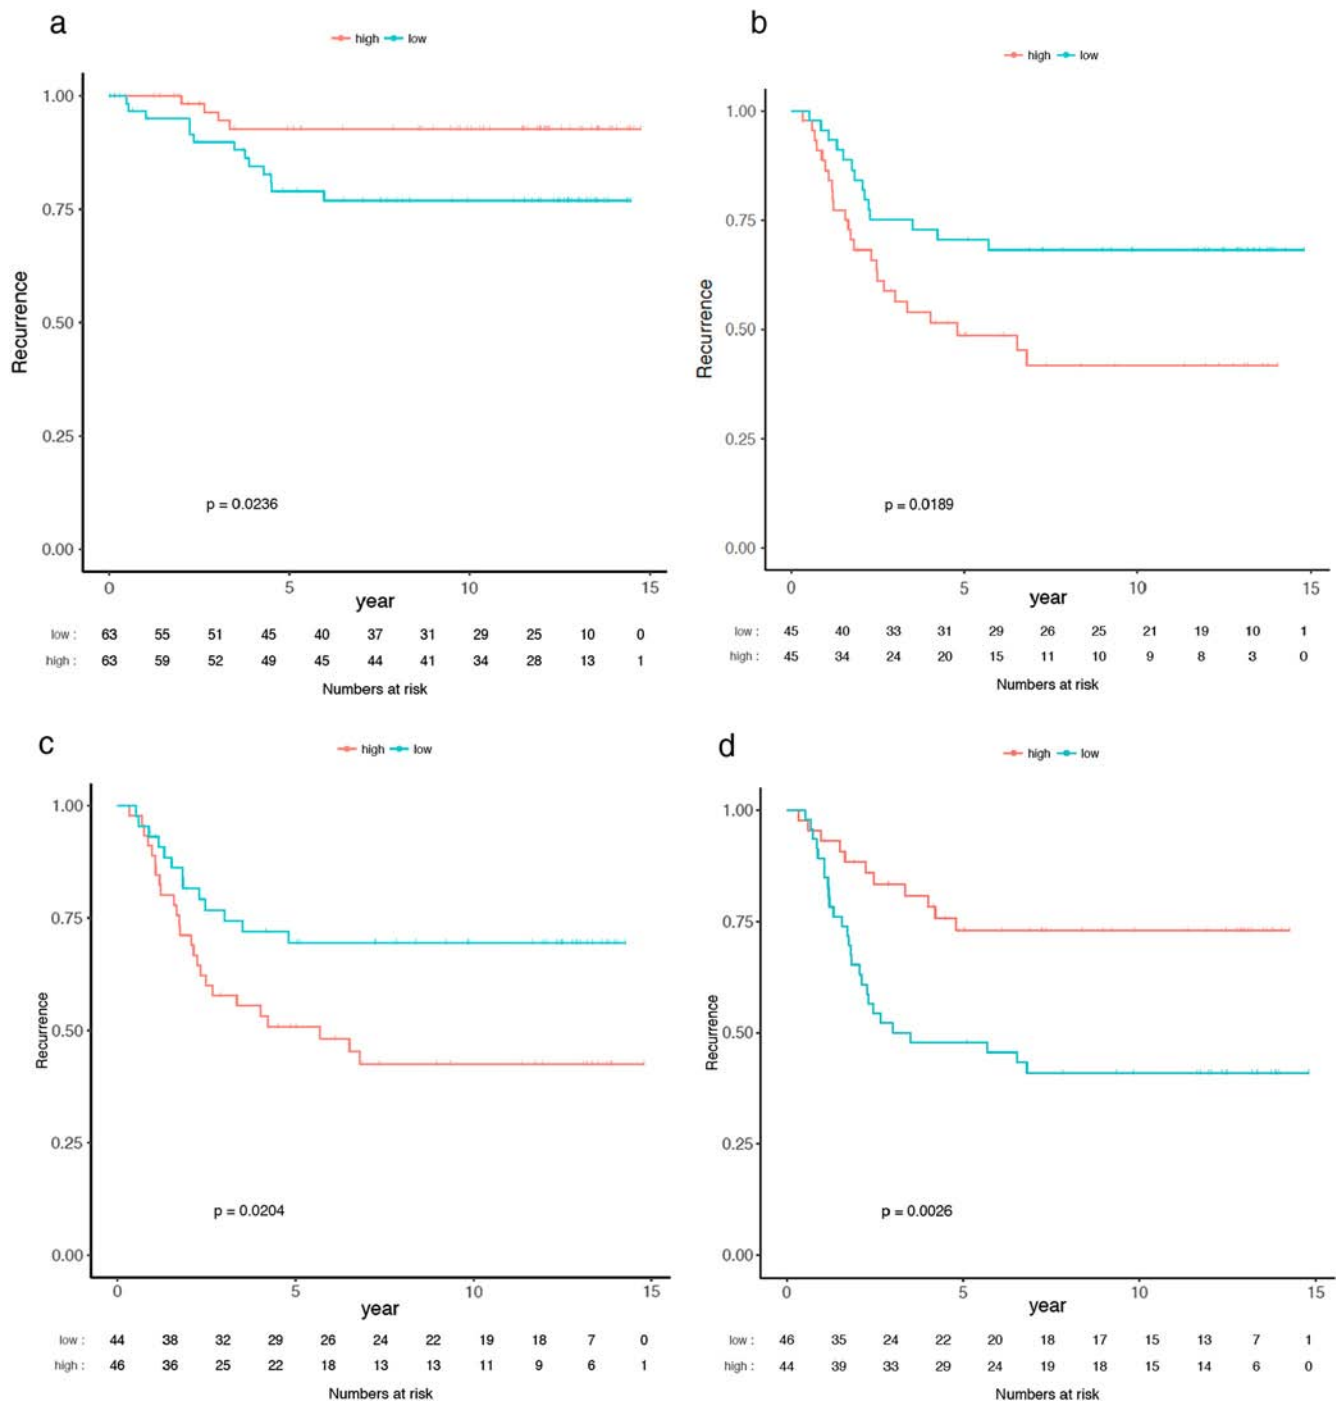 a
high low
1.00
0.75
0.50
0.25
0.00
Recurrence
p = 0.0236
0 5 10 15
year
low : 63 55 51 45 40 37 31 29 25 10 0
high : 63 59 52 49 45 44 41 34 28 13 1
Numbers at risk
b
high low
1.00
0.75
0.50
0.25
0.00
Recurrence
p = 0.0189
0 5 10 15
year
low : 45 40 33 31 29 26 25 21 19 10 1
high : 45 34 24 20 15 11 10 9 8 3 0
Numbers at risk
c
high low
1.00
0.75
0.50
0.25
0.00
Recurrence
p = 0.0204
0 5 10 15
year
low : 44 38 32 29 26 24 22 19 18 7 0
high : 46 36 25 22 18 13 13 11 9 6 1
Numbers at risk
d
high low
1.00
0.75
0.50
0.25
0.00
Recurrence
p = 0.0026
0 5 10 15
year
low : 46 35 24 22 20 18 17 15 13 7 1
high : 44 39 33 29 24 19 18 15 14 6 0
Numbers at risk